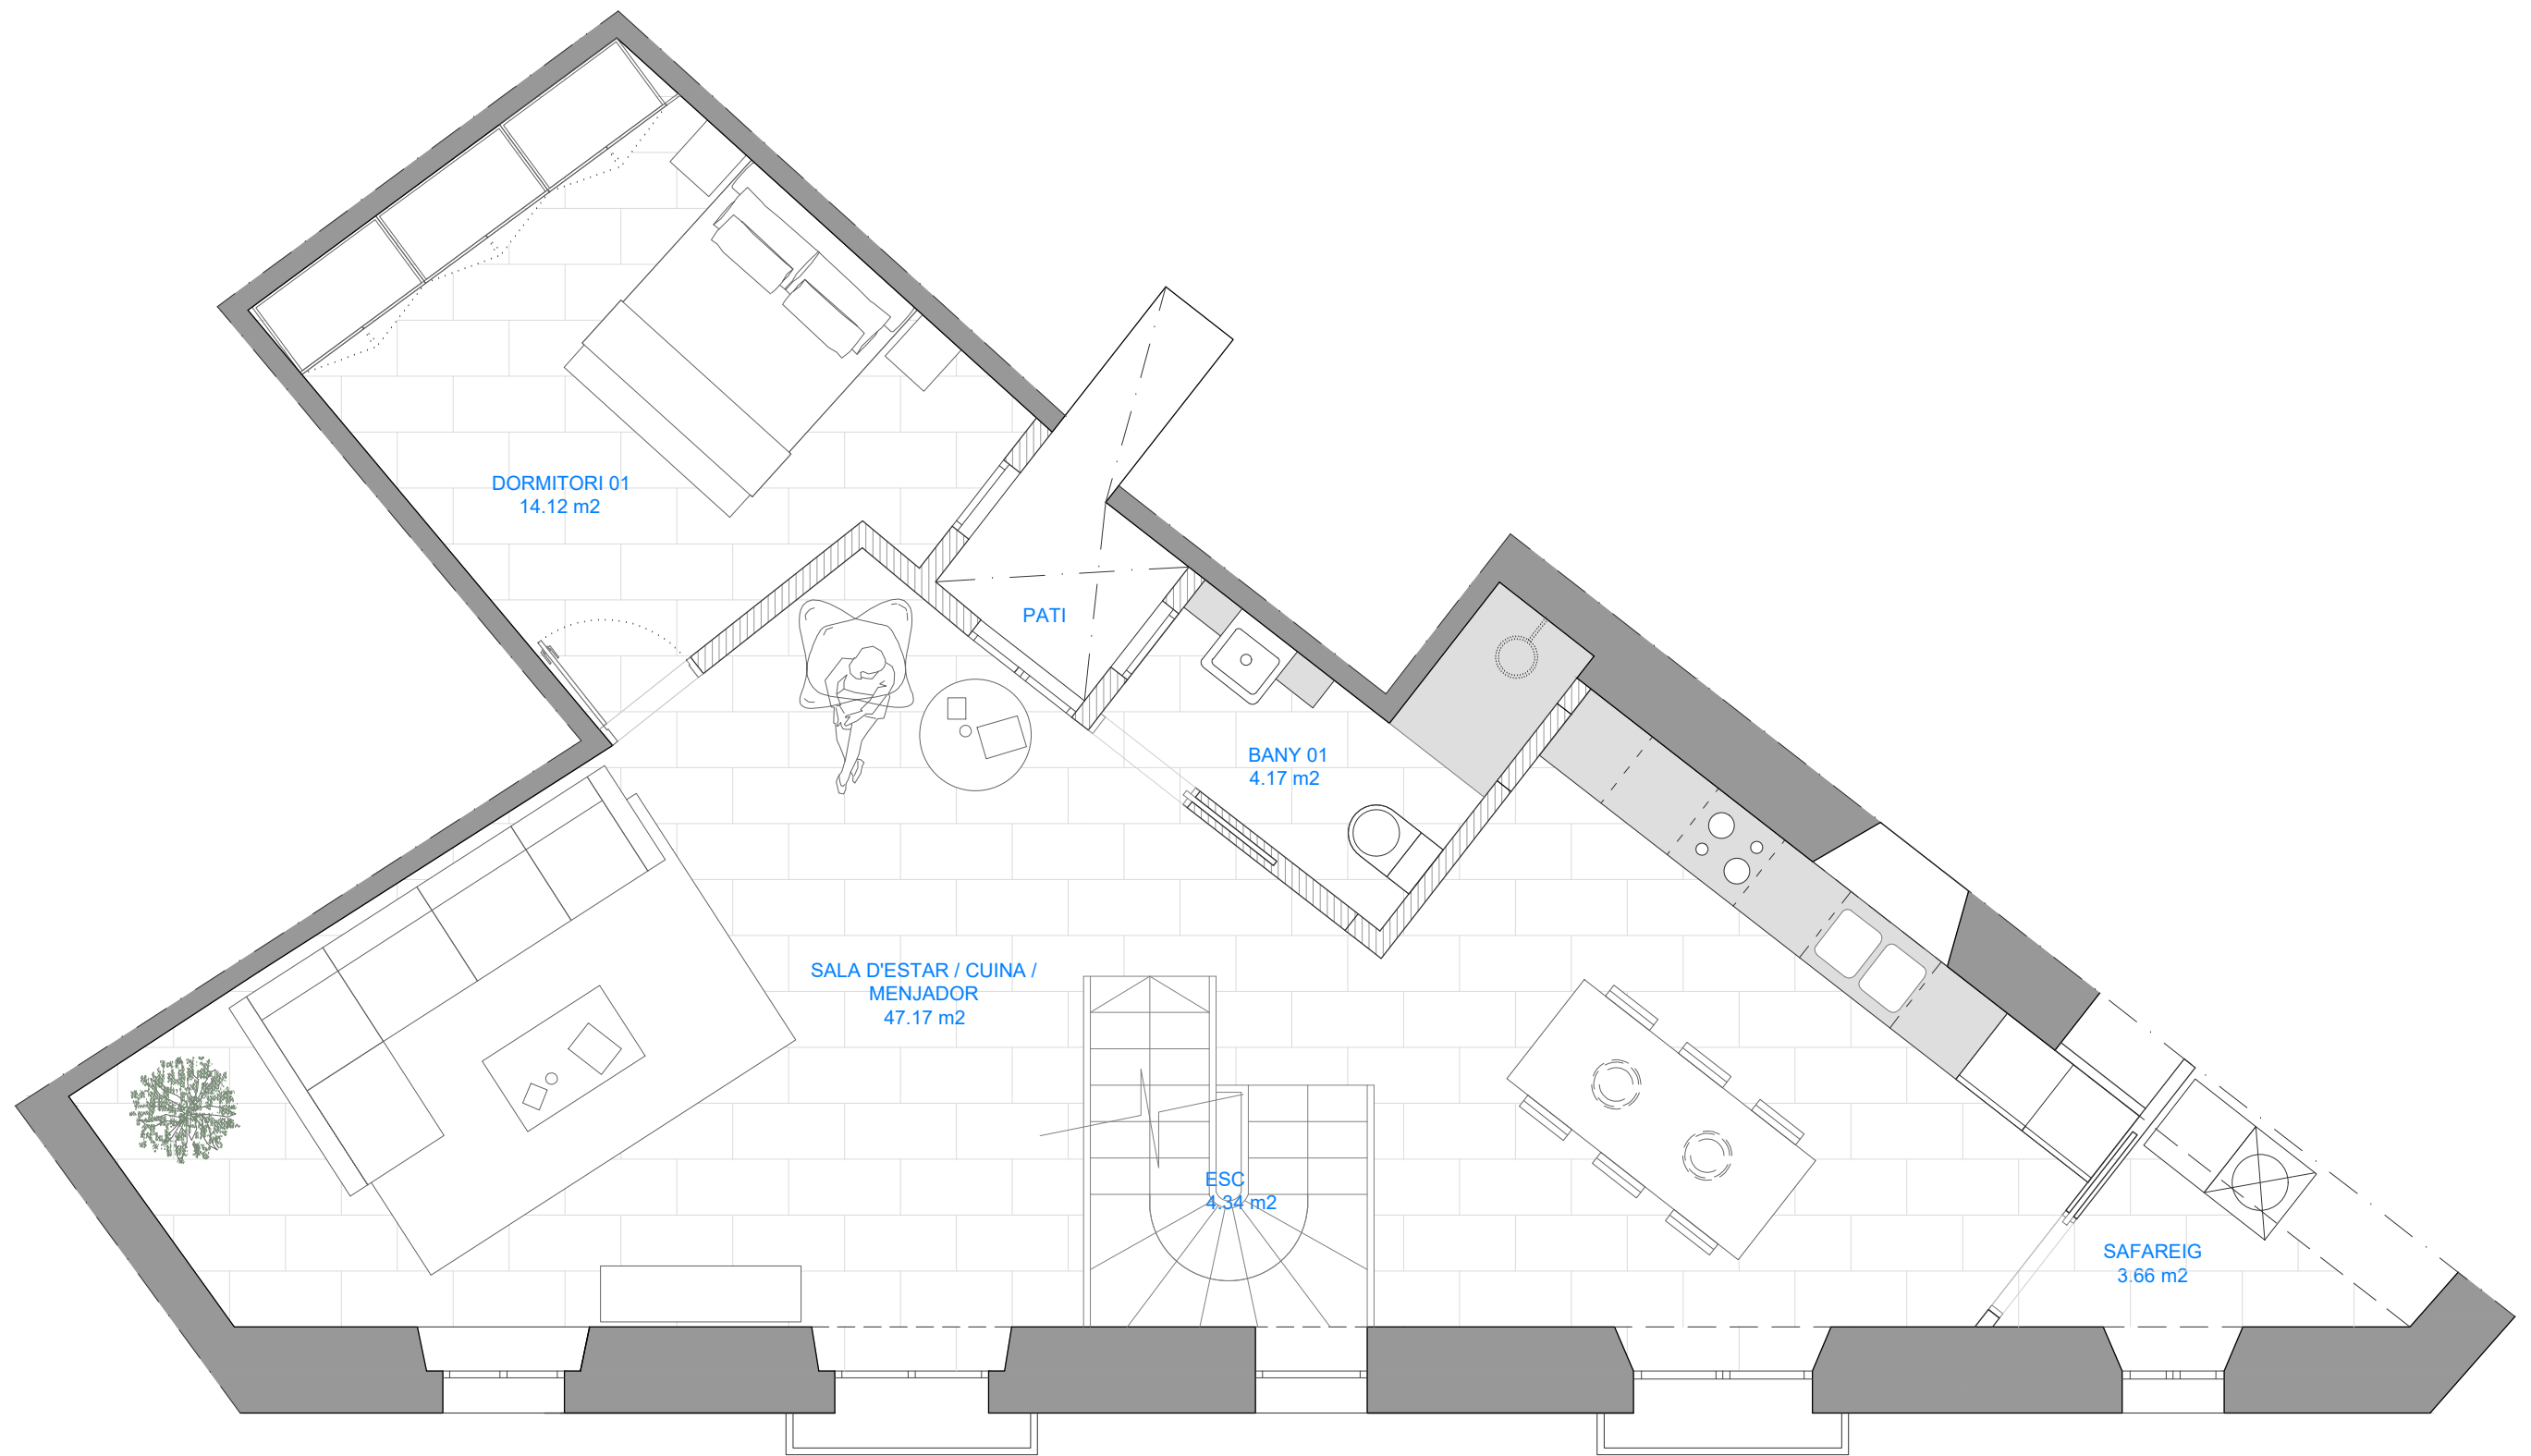 DORMITORI 01
14.12 m2
PATI
BANY 01
4.17 m2
SALA D'ESTAR / CUINA /
MENJADOR
47.17 m2
ESC
4.34 m2
SAFAREIG
3.66 m2